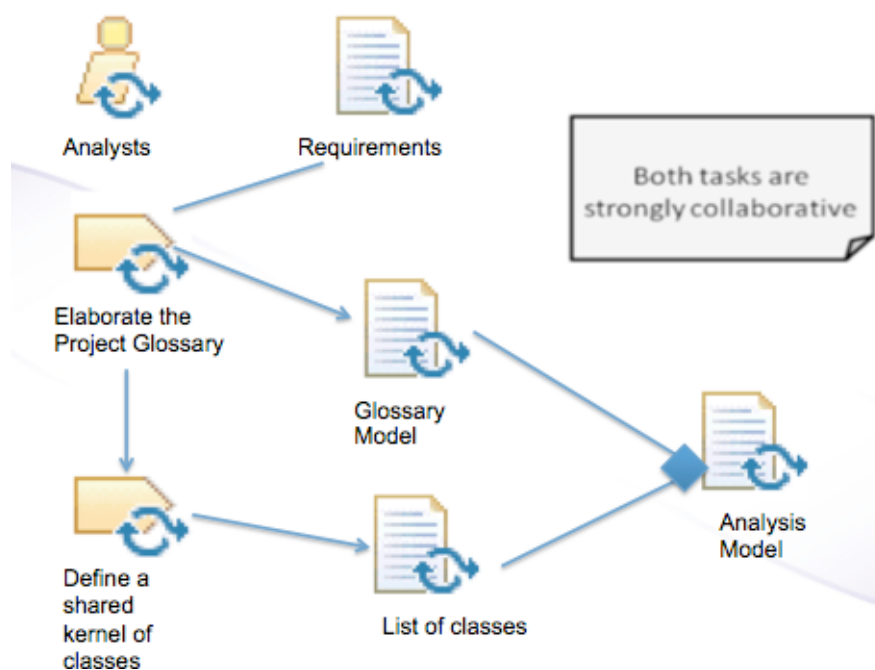 Analysts
Requirements
Both tasks are
strongly collaborative
Elaborate the
Project Glossary
Glossary
Model
Analysis
Model
Define a
shared
kernel of
classes
List of classes